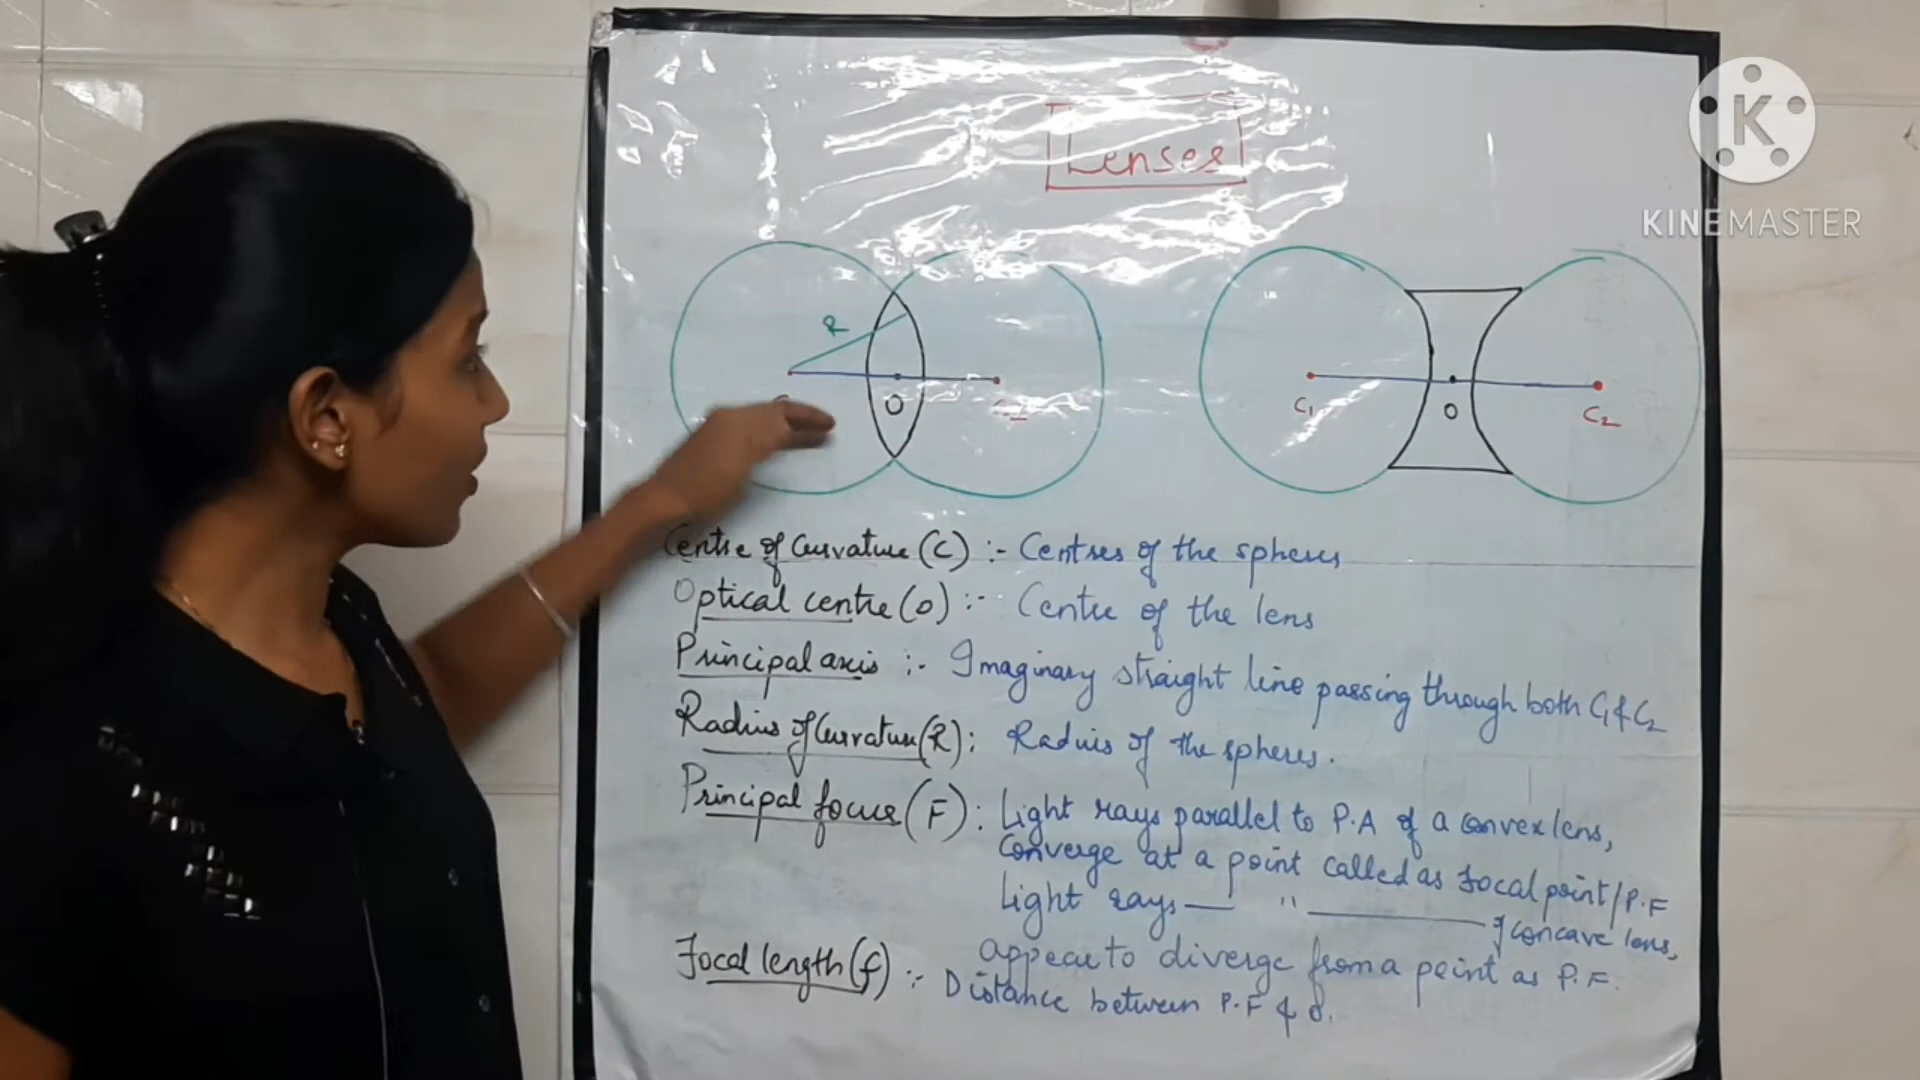 Lenses
K
KINEMASTER
R
O
C1
O
C2
Centre of Curvature (C) :- Centres of the spheres
Optical centre (O) :- Centre of the lens
Principal axis :- Imaginary straight line passing through both C1 & C2
Radius of Curvature (R) : Radius of the spheres.
Principal focus (F) : Light rays parallel to P.A of a convex lens,
Converge at a point called as focal point/P.F
Light rays — " — of concave lens,
appear to diverge from a point as P.F.
Focal length (f) :- Distance between P.F & O.